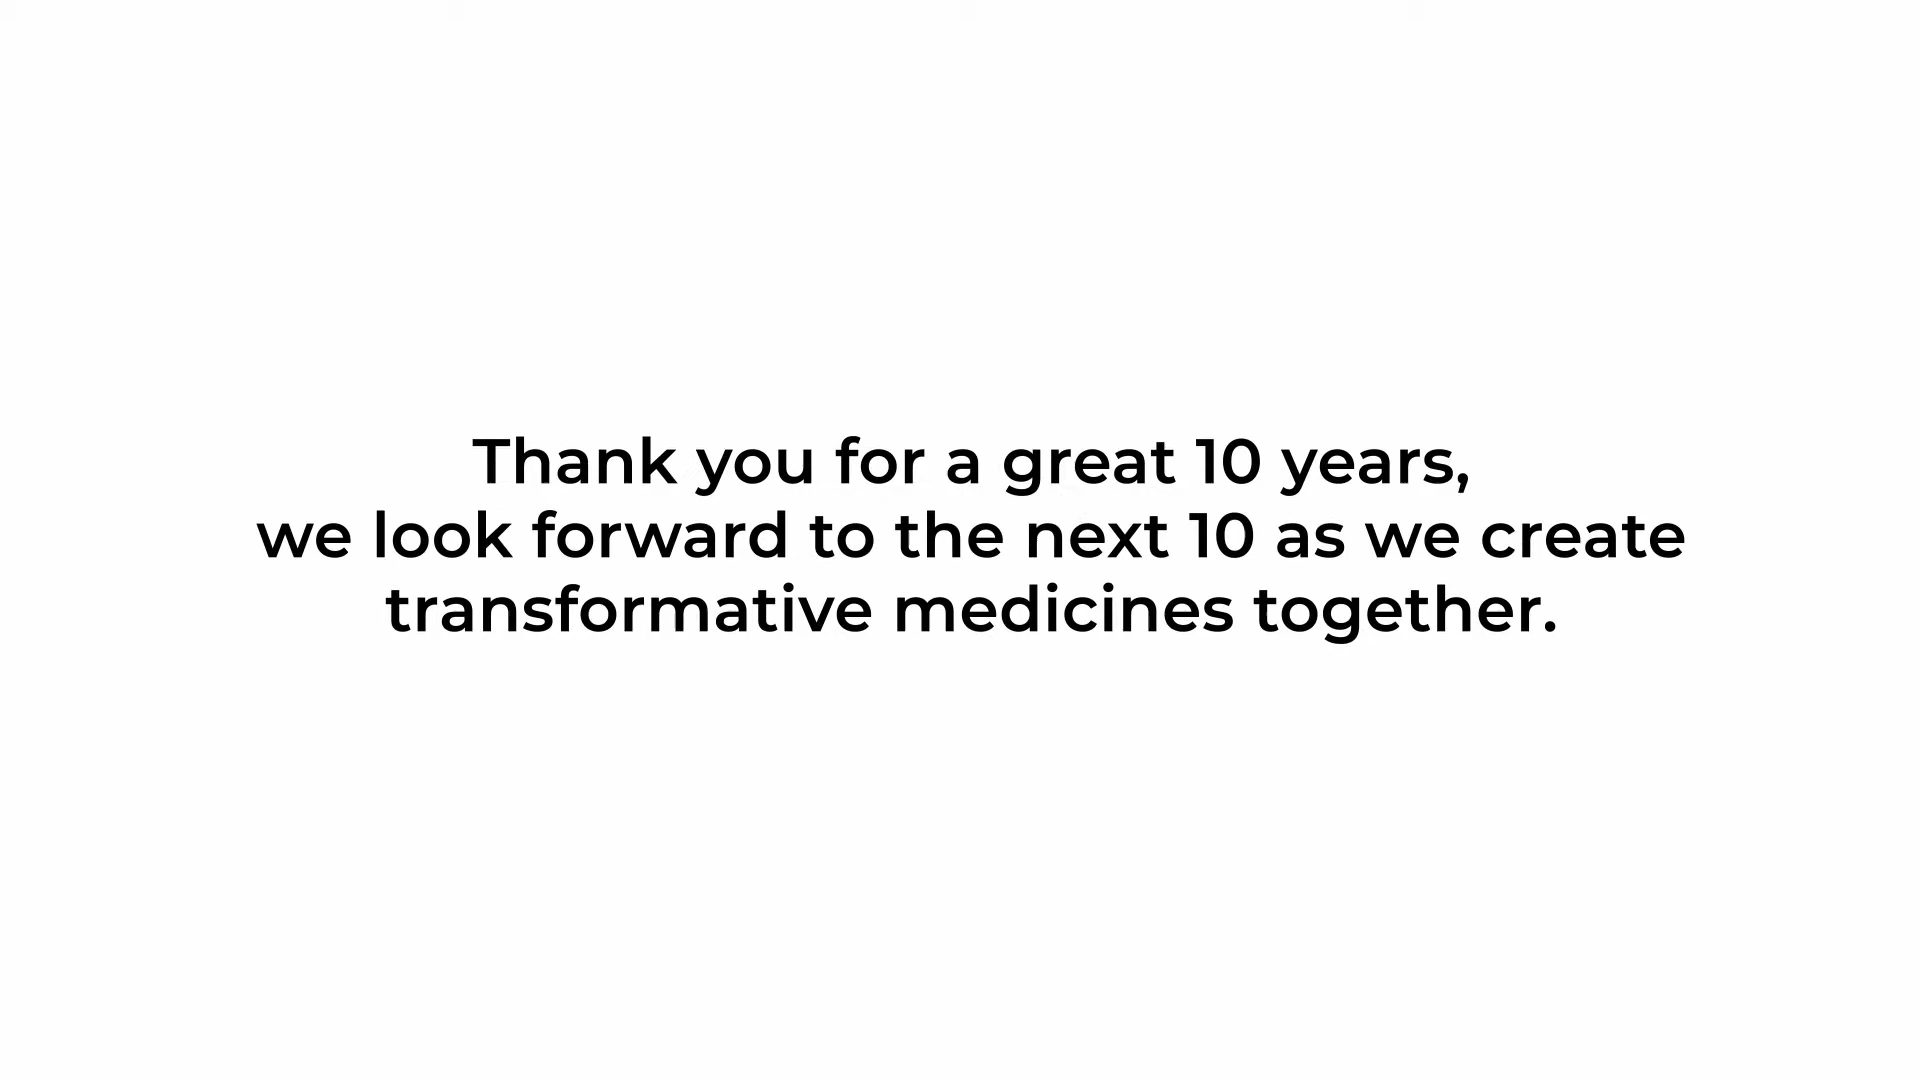 Thank you for a great 10 years,
we look forward to the next 10 as we create
transformative medicines together.